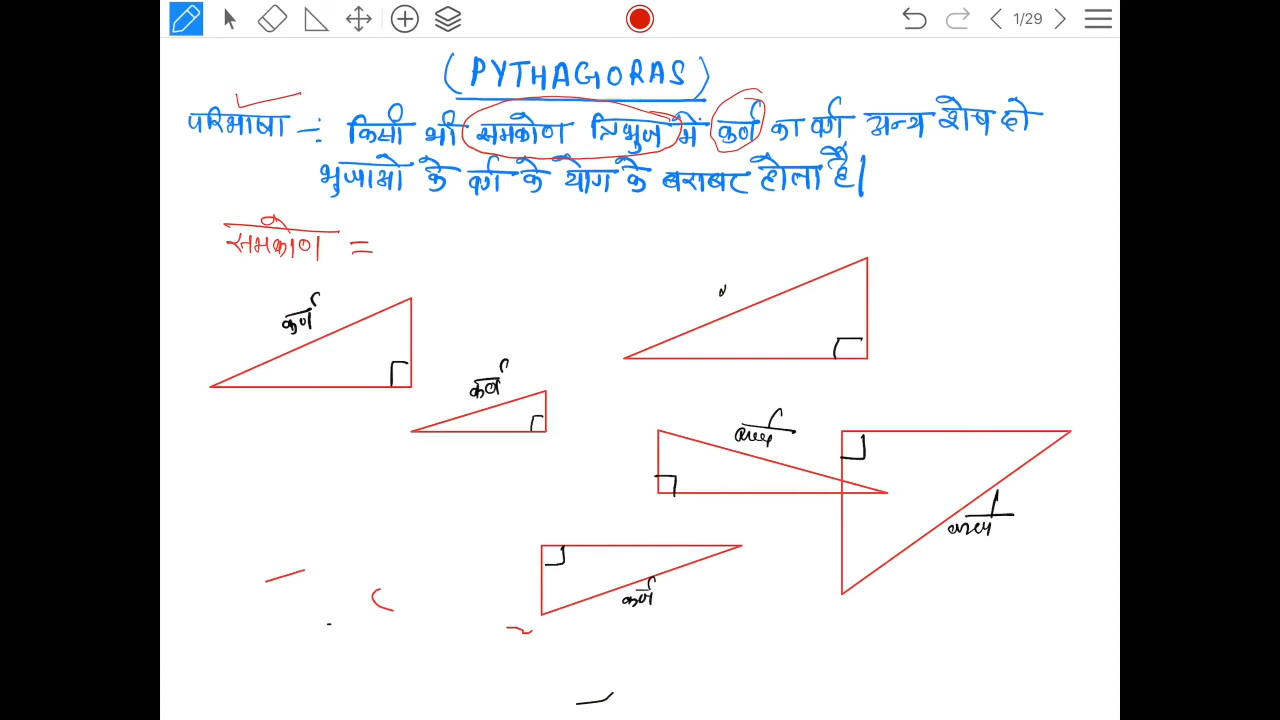 1/29
(PYTHAGORAS)
परिभाषा -: किसी भी समकोण त्रिभुज में कर्ण का वर्ग अन्य शेष दो
भुजाओ के वर्ग के योग के बराबर होता है।
समकोण =
कर्ण
कर्ण
कर्ण
कर्ण
कर्ण